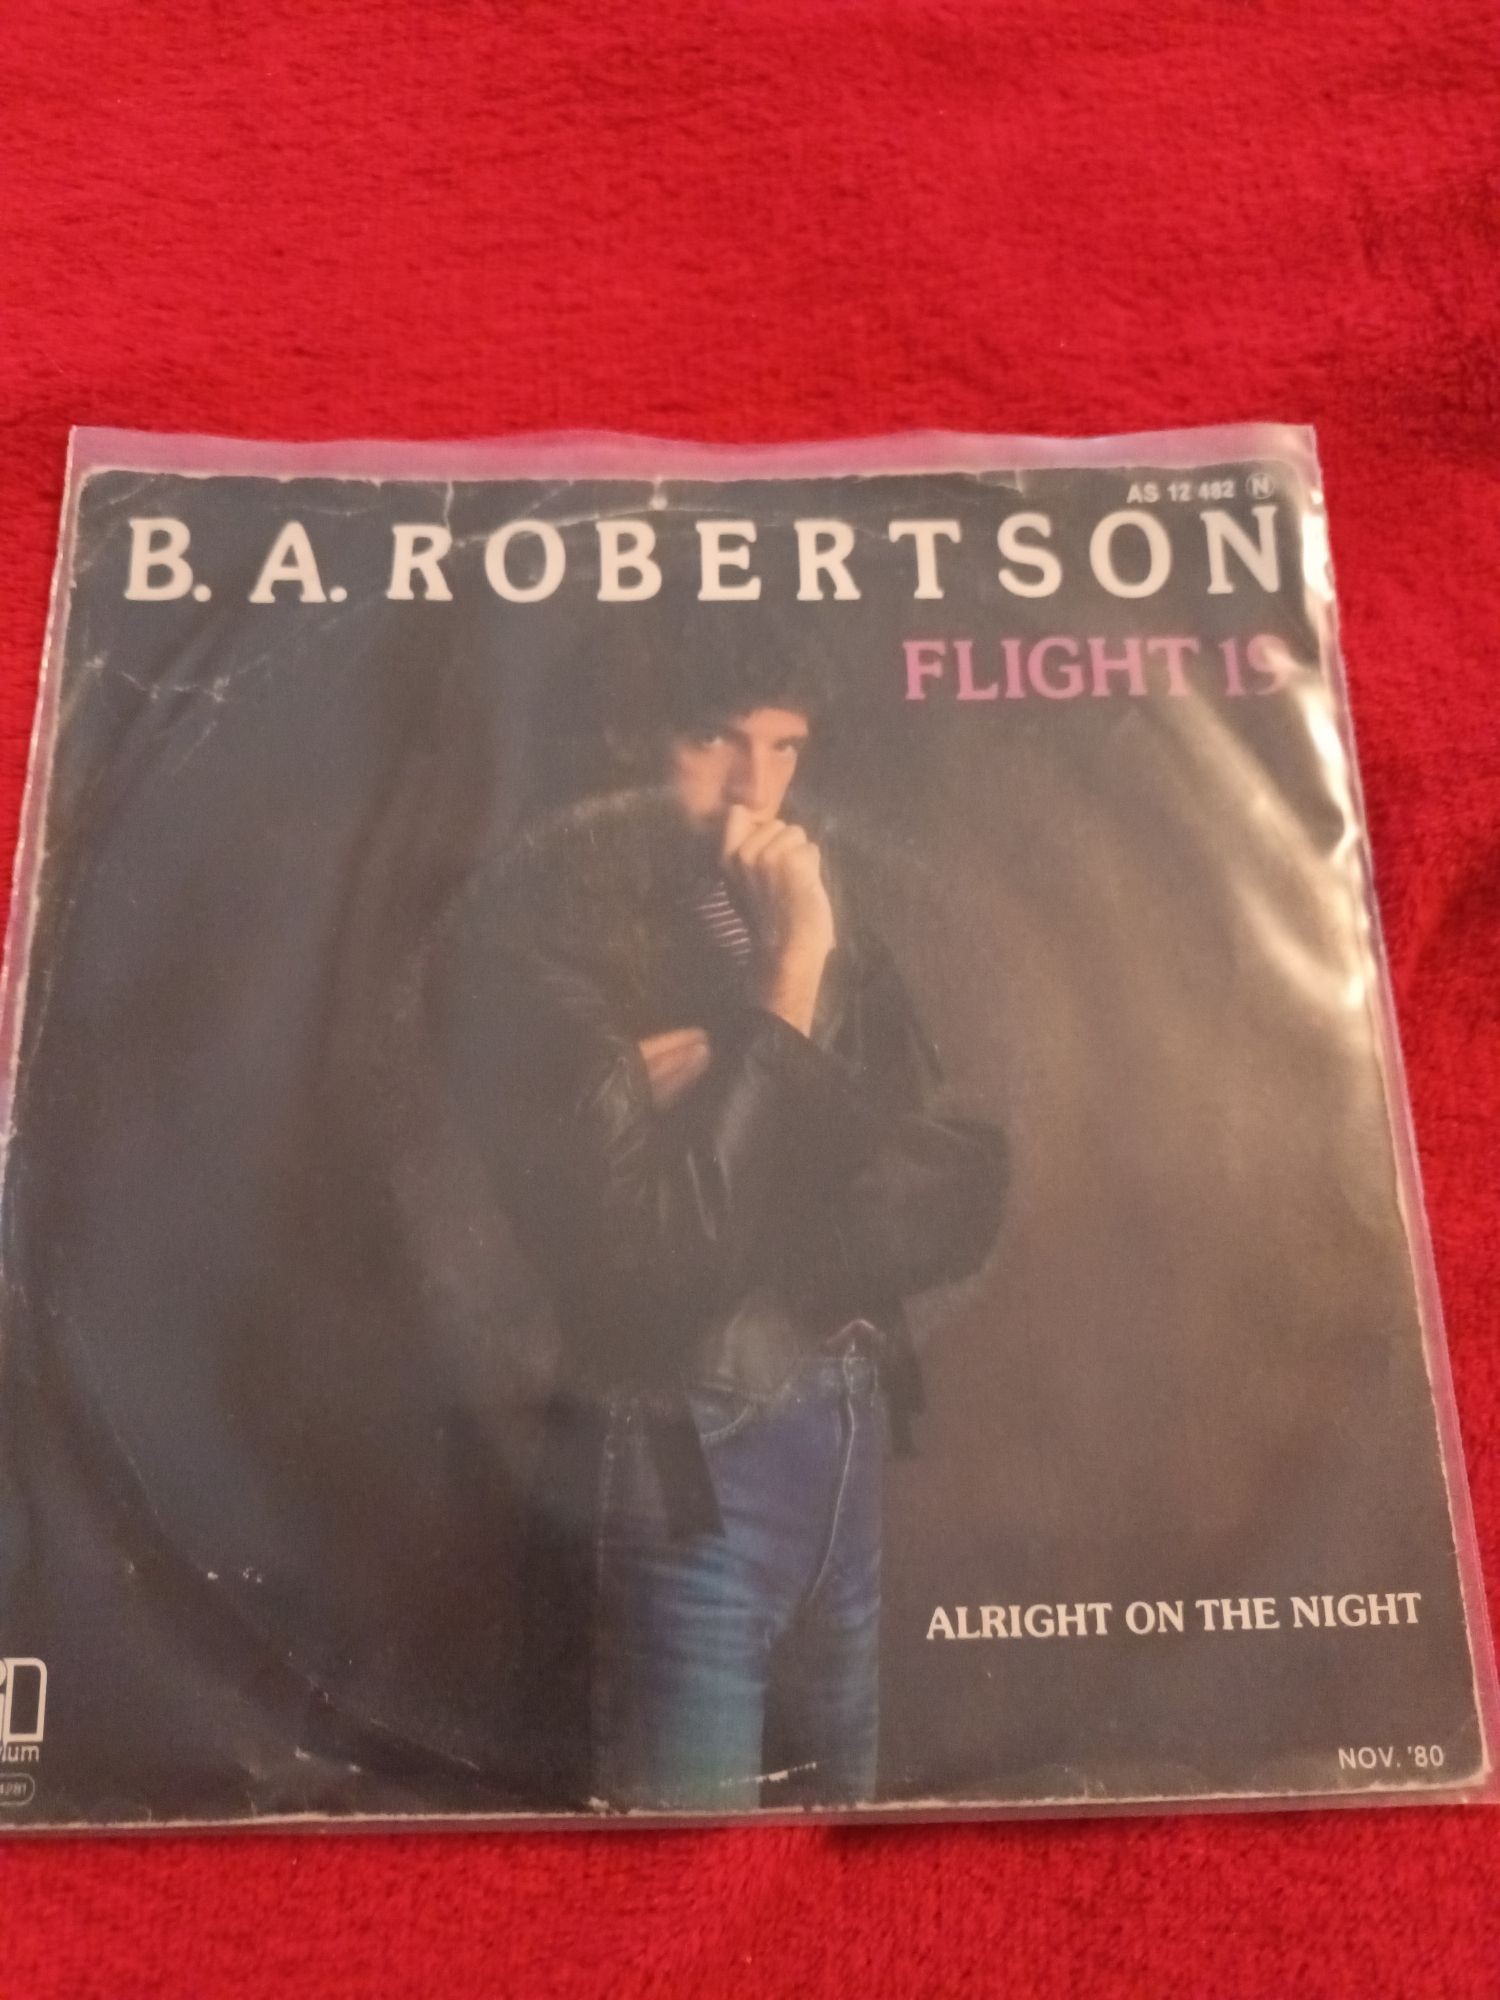 AS 12 482 N
B. A. ROBERTSON
FLIGHT 19
ALRIGHT ON THE NIGHT
NOV. '80